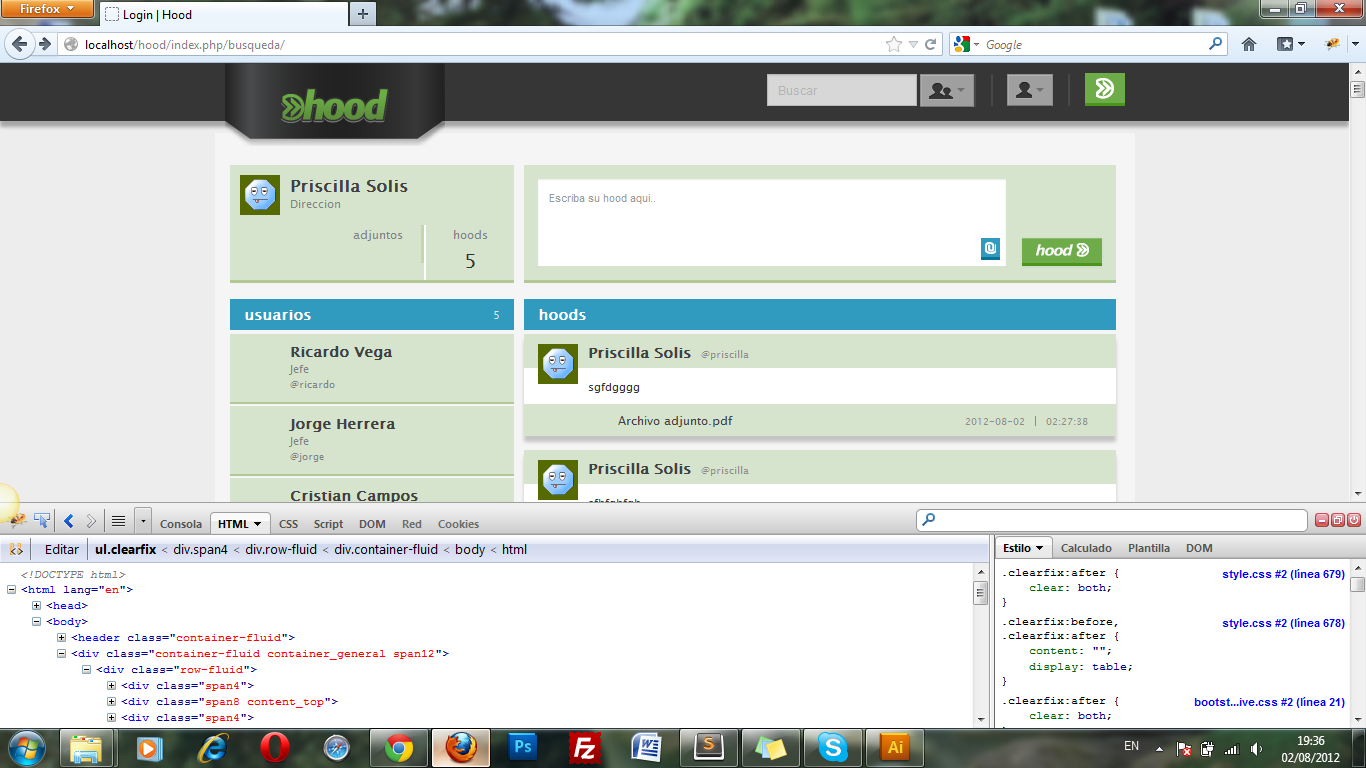 Firefox
Login | Hood
localhost/hood/index.php/busqueda/
Google
hood
Buscar
Priscilla Solis
Direccion
adjuntos
hoods
5
Escriba su hood aqui..
hood
usuarios
5
hoods
Ricardo Vega
Jefe
@ricardo
Jorge Herrera
Jefe
@jorge
Cristian Campos
Priscilla Solis @priscilla
sgfdgggg
Archivo adjunto.pdf
2012-08-02 | 02:27:38
Priscilla Solis @priscilla
Consola HTML CSS Script DOM Red Cookies
Editar ul.clearfix < div.span4 < div.row-fluid < div.container-fluid < body < html
<!DOCTYPE html>
<html lang="en">
<head>
<body>
<header class="container-fluid">
<div class="container-fluid container_general span12">
<div class="row-fluid">
<div class="span4">
<div class="span8 content_top">
<div class="span4">
Estilo Calculado Plantilla DOM
.clearfix:after { style.css #2 (línea 679)
clear: both;
}
.clearfix:before, style.css #2 (línea 678)
.clearfix:after {
content: "";
display: table;
}
.clearfix:after { bootst...ive.css #2 (línea 21)
clear: both;
Ps
Fz
W
S
S
Ai
EN
19:36
02/08/2012